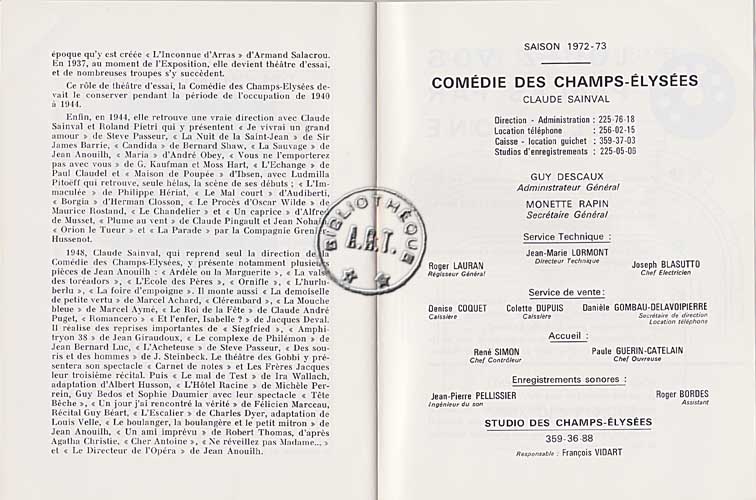 époque qu'y est créée « L'Inconnue d'Arras » d'Armand Salacrou.
En 1937, au moment de l'Exposition, elle devient théâtre d'essai,
et de nombreuses troupes s'y succèdent.
Ce rôle de théâtre d'essai, la Comédie des Champs-Elysées de-
vait le conserver pendant la période de l'occupation de 1940
à 1944.
Enfin, en 1944, elle retrouve une vraie direction avec Claude
Sainval et Roland Pietri qui y présentent « Je vivrai un grand
amour » de Steve Passeur, « La Nuit de la Saint-Jean » de Sir
James Barrie, « Candida » de Bernard Shaw, « La Sauvage » de
Jean Anouilh, « Maria » d'André Obey, « Vous ne l'emporterez
pas avec vous » de G. Kaufman et Moss Hart, « L'Echange » de
Paul Claudel et « Maison de Poupée » d'Ibsen, avec Ludmilla
Pitoëff qui retrouve, seule hélas, la scène de ses débuts ; « L'Im-
maculée » de Philippe Hériat, « Le Mal court » d'Audiberti,
« Borgia » d'Herman Closson, « Le Procès d'Oscar Wilde » de
Maurice Rostand, « Le Chandelier » et « Un caprice » d'Alfred
de Musset, « Plume au vent » de Claude Pingault et Jean Nohain,
« Orion le Tueur » et « La Parade » par la Compagnie Grenier
Hussenot.
1948, Claude Sainval, qui reprend seul la direction de la
Comédie des Champs-Elysées, y présente notamment plusieurs
pièces de Jean Anouilh : « Ardèle ou la Marguerite », « La valse
des toréadors », « L'Ecole des Pères », « Ornifle », « L'hurlu-
berlu », « La foire d'empoigne ». Il monte aussi « La demoiselle
de petite vertu » de Marcel Achard, « Clérembard », « La Mouche
bleue » de Marcel Aymé, « Le Roi de la Fête » de Claude André
Puget, « Romancero » « Et l'enfer, Isabelle ? » de Jacques Deval.
Il réalise des reprises importantes de « Siegfried », « Amphi-
tryon 38 » de Jean Giraudoux, « Le complexe de Philémon » de
Jean Bernard Luc, « L'Acheteuse » de Steve Passeur, « Des sou-
ris et des hommes » de J. Steinbeck. Le théâtre des Gobbi y pré-
sentera son spectacle « Carnet de notes » et Les Frères Jacques
leur troisième récital. Puis « Le mal de Test » de Ira Wallach,
adaptation d'Albert Husson, « L'Hôtel Racine » de Michèle Per-
rein, Guy Bedos et Sophie Daumier avec leur spectacle « Tête
Bêche », « Un jour j'ai rencontré la vérité » de Félicien Marceau,
Récital Guy Béart, « L'Escalier » de Charles Dyer, adaptation de
Louis Velle, « Le boulanger, la boulangère et le petit mitron » de
Jean Anouilh, « Un ami imprévu » de Robert Thomas, d'après
Agatha Christie, « Cher Antoine », « Ne réveillez pas Madame... »
et « Le Directeur de l'Opéra » de Jean Anouilh.
BIBLIOTHÈQUE
A.R.T.
SAISON 1972-73
COMÉDIE DES CHAMPS-ÉLYSÉES
CLAUDE SAINVAL
Direction - Administration : 225-76-18
Location téléphone : 256-02-15
Caisse - location guichet : 359-37-03
Studios d'enregistrements : 225-05-06
GUY DESCAUX
Administrateur Général
MONETTE RAPIN
Secrétaire Général
Service Technique :
Jean-Marie LORMONT
Directeur Technique
Roger LAURAN Joseph BLASUTTO
Régisseur Général Chef Electricien
Service de vente :
Denise COQUET Colette DUPUIS Danièle GOMBAU-DELAVOIPIERRE
Caissière Caissière Secrétaire de direction
Location téléphone
Accueil :
René SIMON Paule GUERIN-CATELAIN
Chef Contrôleur Chef Ouvreuse
Enregistrements sonores :
Jean-Pierre PELLISSIER Roger BORDES
Ingénieur du son Assistant
STUDIO DES CHAMPS-ÉLYSÉES
359-36-88
Responsable : François VIDART